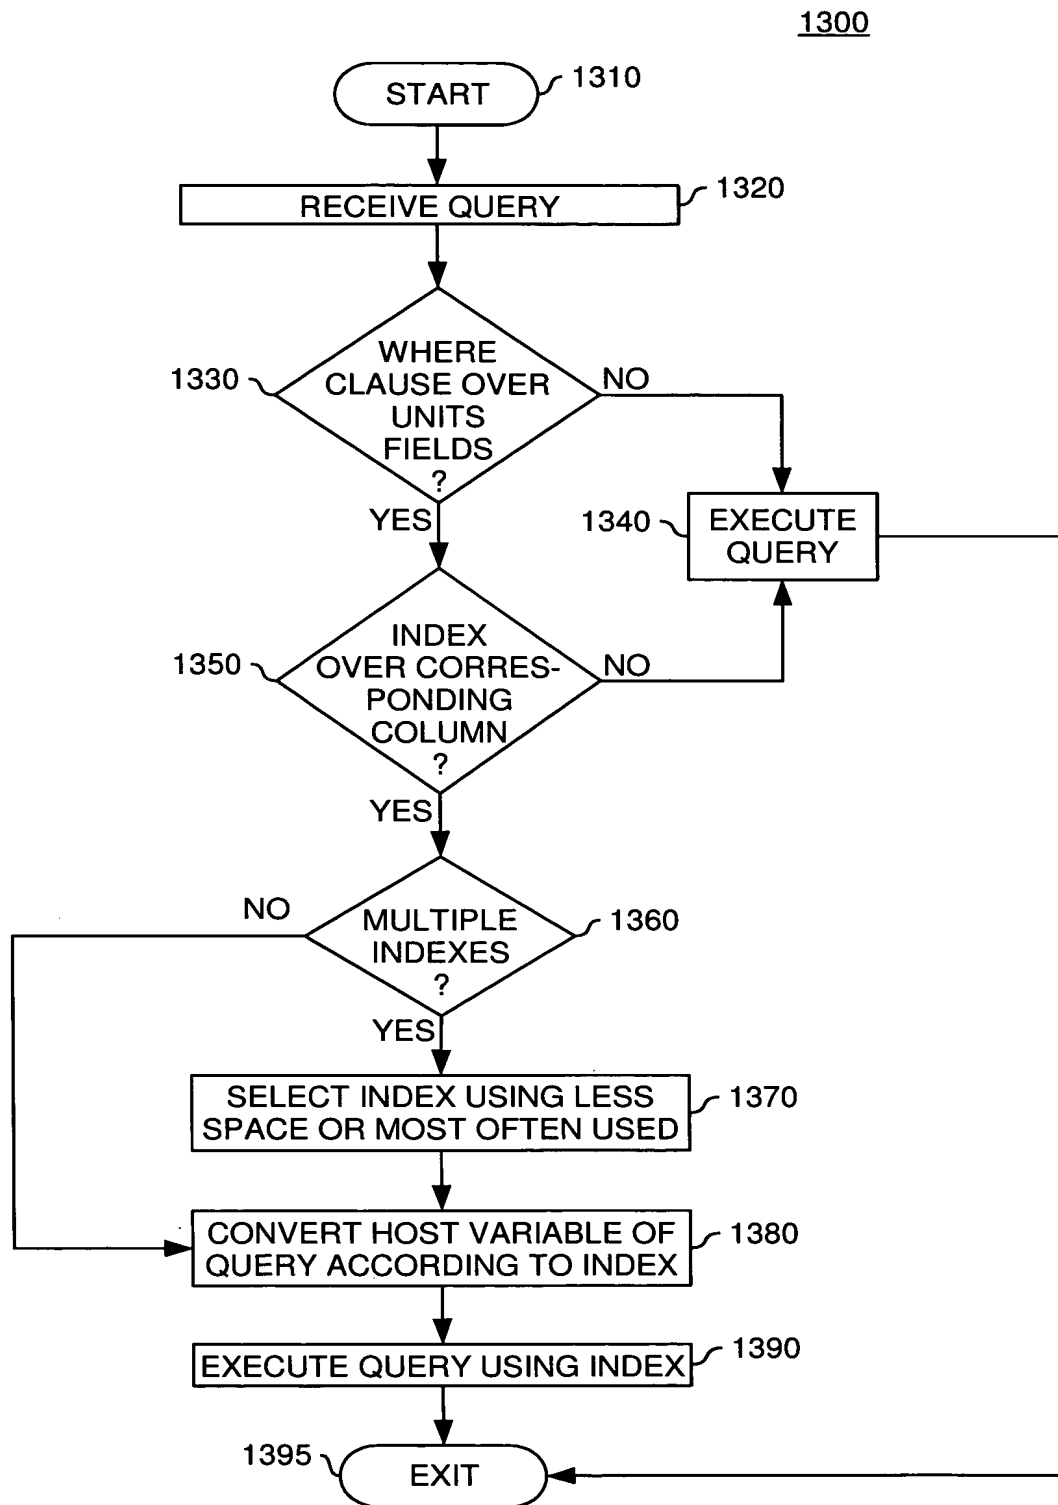 1300
START
1310
RECEIVE QUERY
1320
WHERE
CLAUSE OVER
UNITS
FIELDS
?
1330
NO
YES
1340
EXECUTE
QUERY
INDEX
OVER CORRES-
PONDING
COLUMN
?
1350
NO
YES
NO
MULTIPLE
INDEXES
?
1360
YES
SELECT INDEX USING LESS
SPACE OR MOST OFTEN USED
1370
CONVERT HOST VARIABLE OF
QUERY ACCORDING TO INDEX
1380
EXECUTE QUERY USING INDEX
1390
1395
EXIT